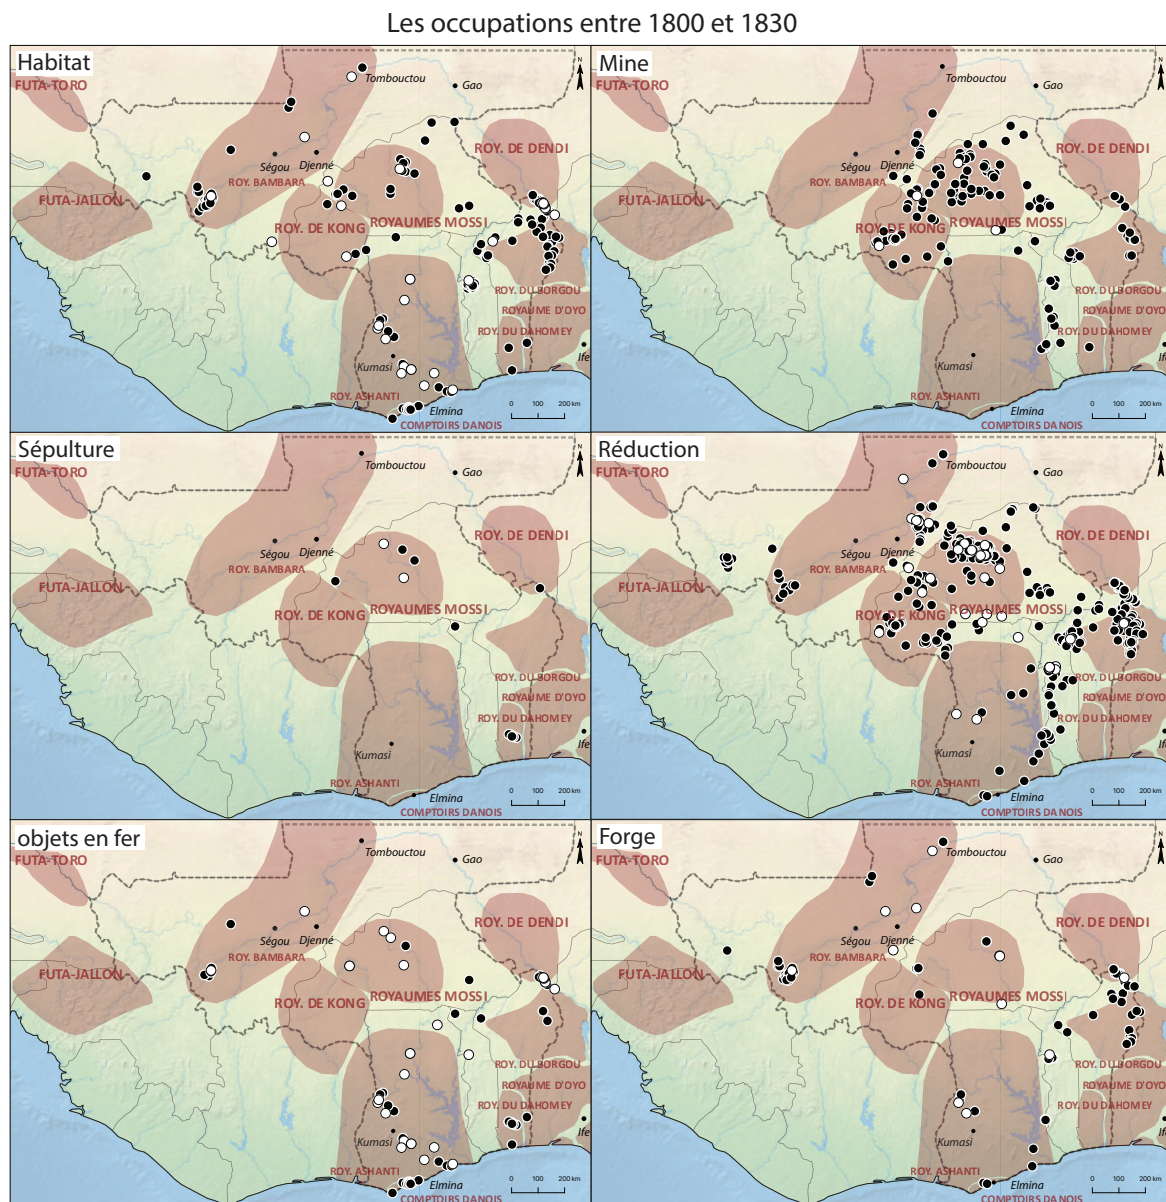 Les occupations entre 1800 et 1830
Habitat
N
Tombouctou
Gao
FUTA-TORO
ROY. DE DENDI
Ségou
Djenné
ROY. BAMBARA
FUTA-JALLON
ROYAUMES MOSSI
ROY. DE KONG
ROY. DU BORGOU
ROYAUME D'OYO
ROY. DU DAHOMEY
Ife
Kumasi
ROY. ASHANTI
Elmina
0 200 km
COMPTOIRS DANOIS
Mine
N
Tombouctou
Gao
FUTA-TORO
ROY. DE DENDI
Ségou
Djenné
ROY. BAMBARA
FUTA-JALLON
ROYAUMES MOSSI
ROY. DE KONG
ROY. DU BORGOU
ROYAUME D'OYO
ROY. DU DAHOMEY
Ife
Kumasi
ROY. ASHANTI
Elmina
0 200 km
COMPTOIRS DANOIS
Sépulture
N
Tombouctou
Gao
FUTA-TORO
ROY. DE DENDI
Ségou
Djenné
ROY. BAMBARA
FUTA-JALLON
ROYAUMES MOSSI
ROY. DE KONG
ROY. DU BORGOU
ROYAUME D'OYO
ROY. DU DAHOMEY
Ife
Kumasi
ROY. ASHANTI
Elmina
0 200 km
COMPTOIRS DANOIS
Réduction
N
Tombouctou
Gao
FUTA-TORO
ROY. DE DENDI
Ségou
Djenné
ROY. BAMBARA
FUTA-JALLON
ROYAUMES MOSSI
ROY. DE KONG
ROY. DU BORGOU
ROYAUME D'OYO
ROY. DU DAHOMEY
Ife
Kumasi
ROY. ASHANTI
Elmina
0 200 km
COMPTOIRS DANOIS
objets en fer
N
Tombouctou
Gao
FUTA-TORO
ROY. DE DENDI
Ségou
Djenné
ROY. BAMBARA
FUTA-JALLON
ROYAUMES MOSSI
ROY. DE KONG
ROY. DU BORGOU
ROYAUME D'OYO
ROY. DU DAHOMEY
Ife
Kumasi
ROY. ASHANTI
Elmina
0 200 km
COMPTOIRS DANOIS
Forge
N
Tombouctou
Gao
FUTA-TORO
ROY. DE DENDI
Ségou
Djenné
ROY. BAMBARA
FUTA-JALLON
ROYAUMES MOSSI
ROY. DE KONG
ROY. DU BORGOU
ROYAUME D'OYO
ROY. DU DAHOMEY
Ife
Kumasi
ROY. ASHANTI
Elmina
0 200 km
COMPTOIRS DANOIS